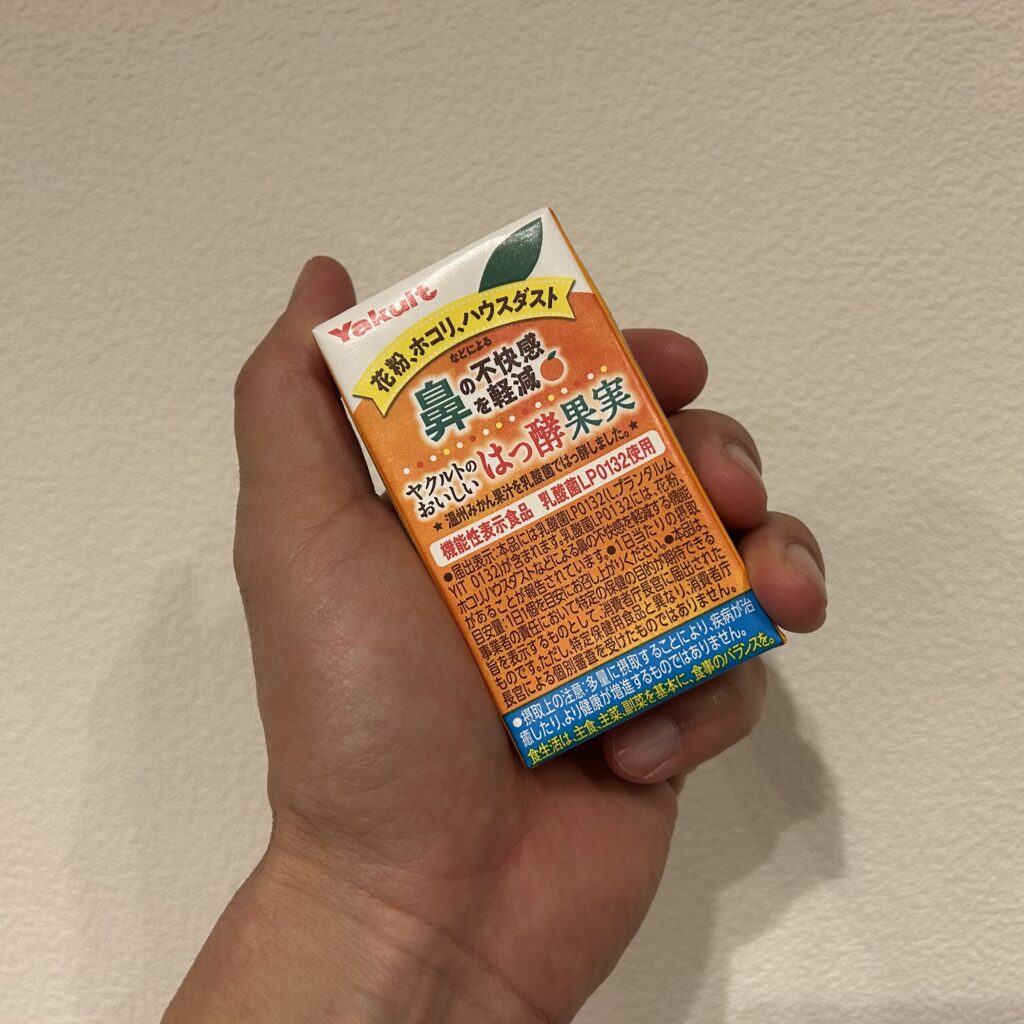 Yakult
花粉、ホコリ、ハウスダスト
などによる
鼻の不快感
を軽減
ヤクルトの
おいしい
はっ酵果実
★温州みかん果汁を乳酸菌ではっ酵しました。★
機能性表示食品 乳酸菌LP0132使用
●届出表示:本品には乳酸菌LP0132(L.プランタルム
YIT 0132)が含まれます。乳酸菌LP0132には、花粉、
ホコリ、ハウスダストなどによる鼻の不快感を軽減する機能
があることが報告されています。●1日当たりの摂取
目安量:1日1個を目安にお召し上がりください。●本品は、
事業者の責任において特定の保健の目的が期待できる
旨を表示するものとして、消費者庁長官に届出された
ものです。ただし、特定保健用食品と異なり、消費者庁
長官による個別審査を受けたものではありません。
●摂取上の注意:多量に摂取することにより、疾病が治
癒したり、より健康が増進するものではありません。
食生活は、主食、主菜、副菜を基本に、食事のバランスを。